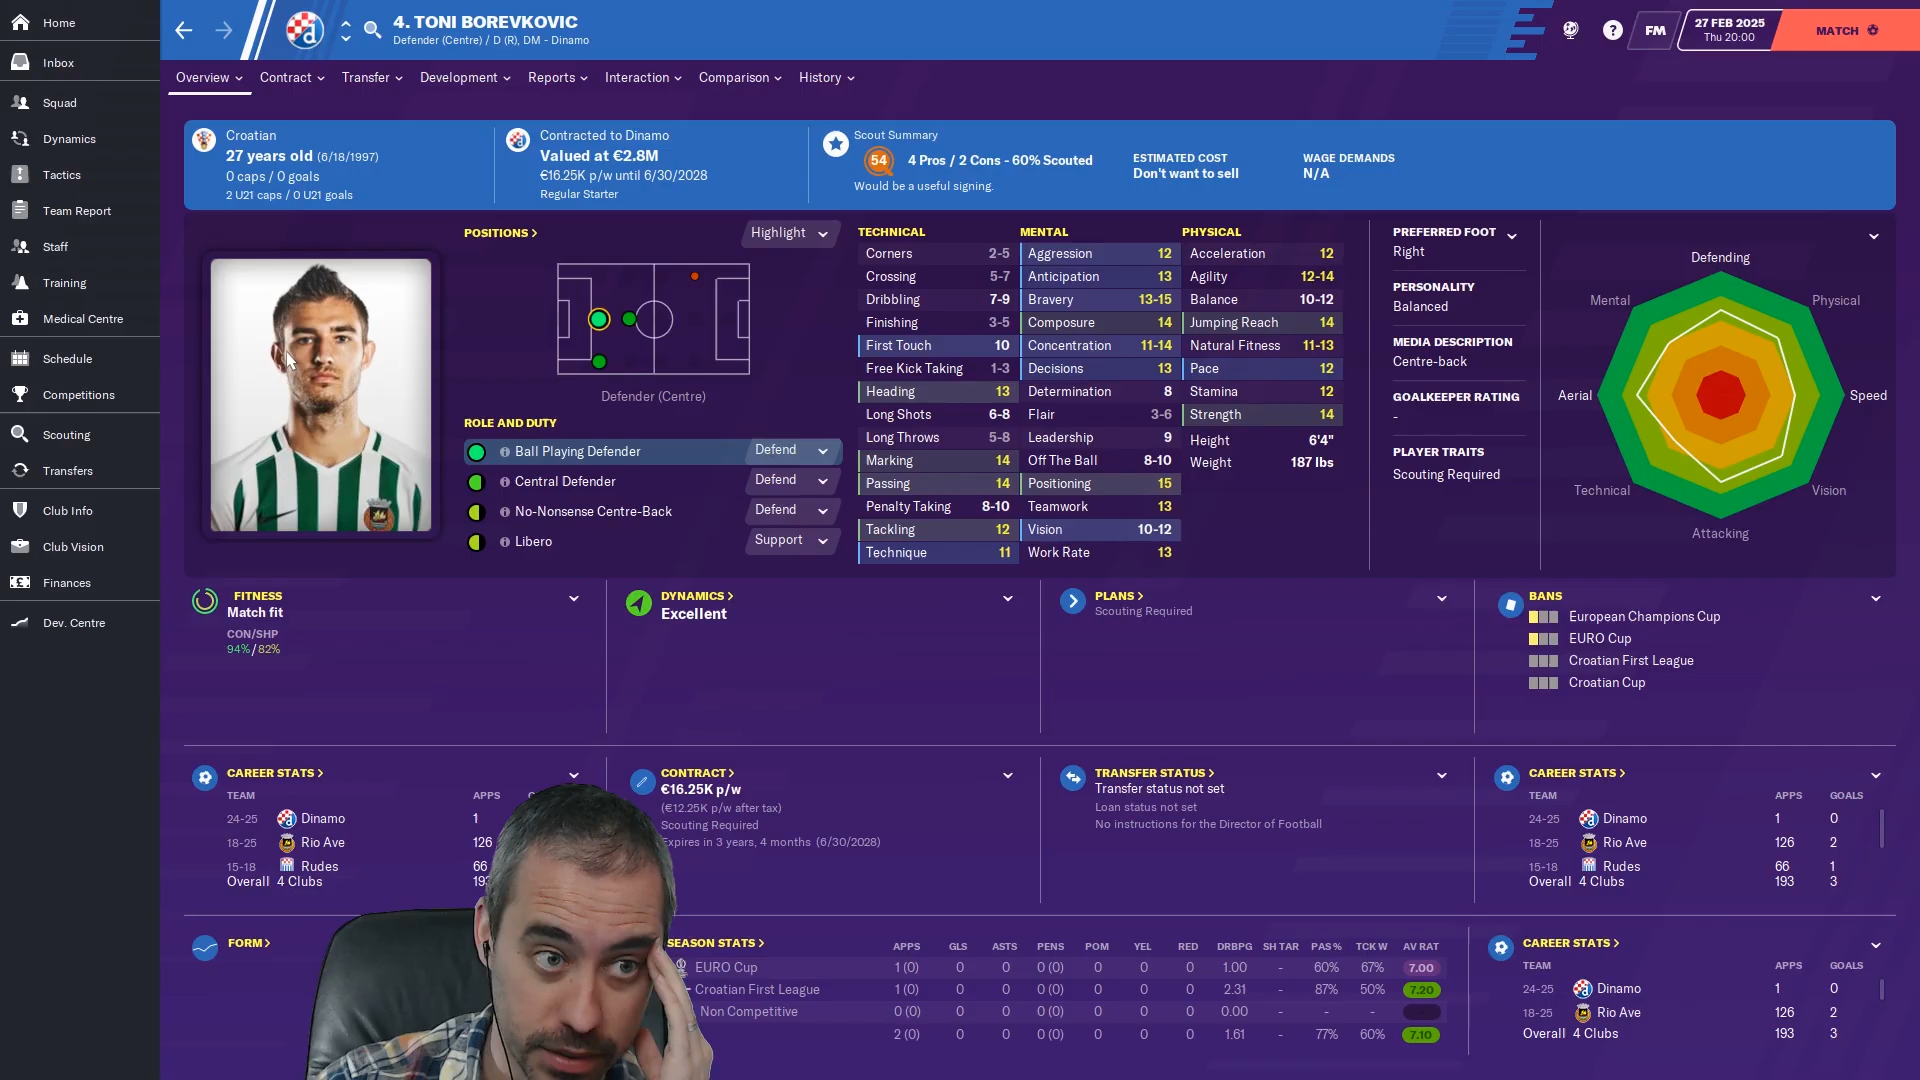 Home
Inbox
Squad
Dynamics
Tactics
Team Report
Staff
Training
Medical Centre
Schedule
Competitions
Scouting
Transfers
Club Info
Club Vision
Finances
Dev. Centre
4. TONI BOREVKOVIC
Defender (Centre) / D (R), DM - Dinamo
FM
27 FEB 2025
Thu 20:00
MATCH
Overview Contract Transfer Development Reports Interaction Comparison History
Croatian
27 years old (6/18/1997)
0 caps / 0 goals
2 U21 caps / 0 U21 goals
Contracted to Dinamo
Valued at €2.8M
€16.25K p/w until 6/30/2028
Regular Starter
Scout Summary
54 4 Pros / 2 Cons - 60% Scouted
Would be a useful signing.
ESTIMATED COST
Don't want to sell
WAGE DEMANDS
N/A
POSITIONS >
Highlight
Defender (Centre)
ROLE AND DUTY
Ball Playing Defender Defend
Central Defender Defend
No-Nonsense Centre-Back Defend
Libero Support
TECHNICAL
Corners 2-5
Crossing 5-7
Dribbling 7-9
Finishing 3-5
First Touch 10
Free Kick Taking 1-3
Heading 13
Long Shots 6-8
Long Throws 5-8
Marking 14
Passing 14
Penalty Taking 8-10
Tackling 12
Technique 11
MENTAL
Aggression 12
Anticipation 13
Bravery 13-15
Composure 14
Concentration 11-14
Decisions 13
Determination 8
Flair 3-6
Leadership 9
Off The Ball 8-10
Positioning 15
Teamwork 13
Vision 10-12
Work Rate 13
PHYSICAL
Acceleration 12
Agility 12-14
Balance 10-12
Jumping Reach 14
Natural Fitness 11-13
Pace 12
Stamina 12
Strength 14
Height 6'4"
Weight 187 lbs
PREFERRED FOOT
Right
PERSONALITY
Balanced
MEDIA DESCRIPTION
Centre-back
GOALKEEPER RATING
-
PLAYER TRAITS
Scouting Required
Defending
Mental Physical
Aerial Speed
Technical Vision
Attacking
FITNESS
Match fit
CON/SHP
94%/82%
DYNAMICS >
Excellent
PLANS >
Scouting Required
BANS
European Champions Cup
EURO Cup
Croatian First League
Croatian Cup
CAREER STATS >
TEAM APPS
24-25 Dinamo 1
18-25 Rio Ave 126
15-18 Rudes 66
Overall 4 Clubs
CONTRACT >
€16.25K p/w
(€12.25K p/w after tax)
Scouting Required
Expires in 3 years, 4 months (6/30/2028)
TRANSFER STATUS >
Transfer status not set
Loan status not set
No instructions for the Director of Football
CAREER STATS >
TEAM APPS GOALS
24-25 Dinamo 1 0
18-25 Rio Ave 126 2
15-18 Rudes 66 1
Overall 4 Clubs 193 3
FORM >
SEASON STATS > APPS GLS ASTS PENS POM YEL RED DRBPG SH TAR PAS % TCK W AV RAT
EURO Cup 1 (0) 0 0 0 (0) 0 0 0 1.00 - 60% 67% 7.00
Croatian First League 1 (0) 0 0 0 (0) 0 0 0 2.31 - 87% 50% 7.20
Non Competitive 0 (0) 0 0 0 (0) 0 0 0 0.00 - - - -
2 (0) 0 0 0 (0) 0 0 0 1.61 - 77% 60% 7.10
CAREER STATS >
TEAM APPS GOALS
24-25 Dinamo 1 0
18-25 Rio Ave 126 2
Overall 4 Clubs 193 3